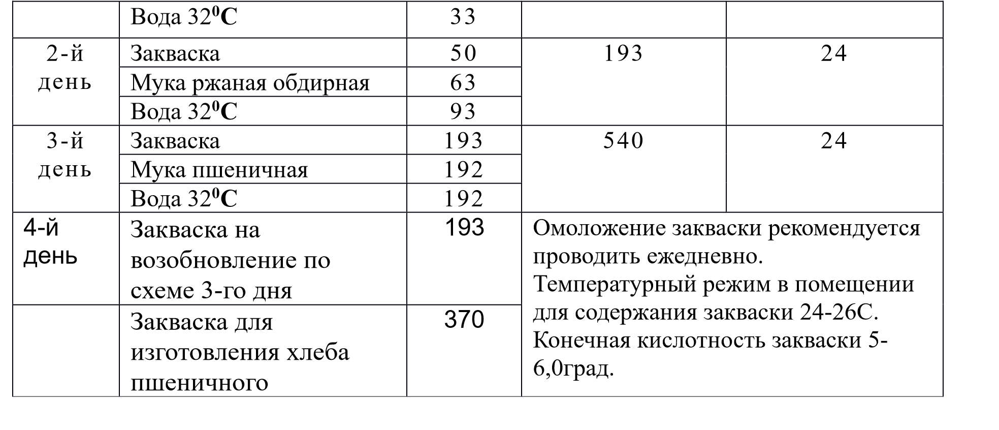 Вода 32⁰С 33
2-й Закваска 50 193 24
день Мука ржаная обдирная 63
Вода 32⁰С 93
3-й Закваска 193 540 24
день Мука пшеничная 192
Вода 32⁰С 192
4-й
день
Закваска на
возобновление по
схеме 3-го дня
193
Закваска для
изготовления хлеба
пшеничного
370
Омоложение закваски рекомендуется
проводить ежедневно.
Температурный режим в помещении
для содержания закваски 24-26С.
Конечная кислотность закваски 5-
6,0град.